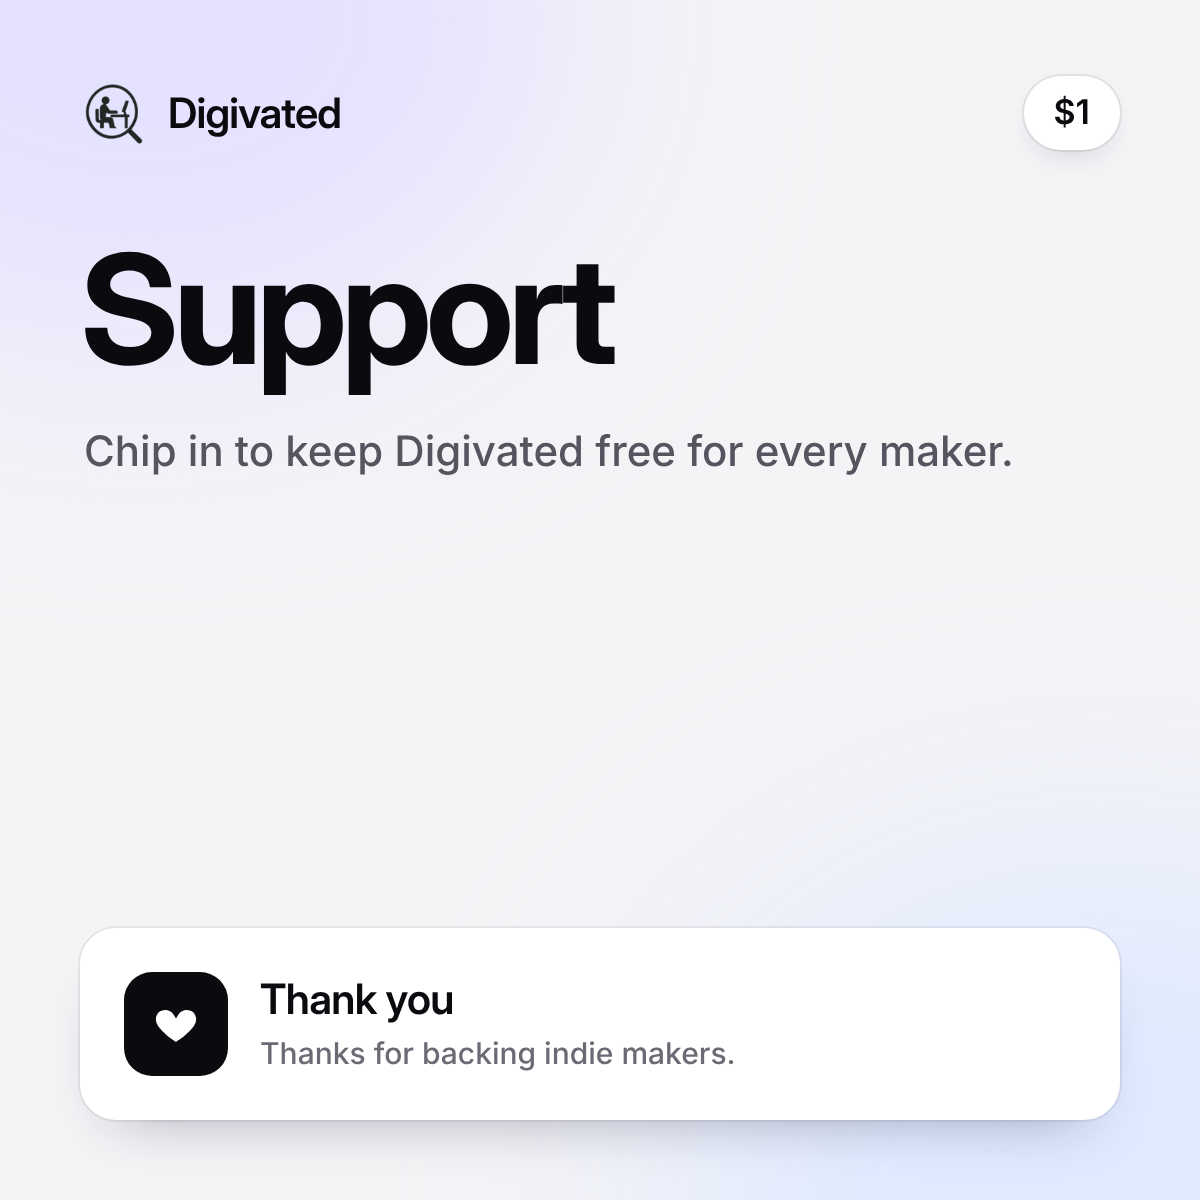 Digivated
$1
Support
Chip in to keep Digivated free for every maker.
Thank you
Thanks for backing indie makers.